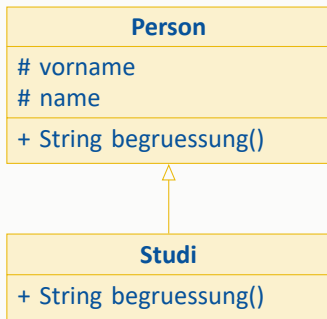 Person
# vorname
# name
+ String begruessung()
Studi
+ String begruessung()